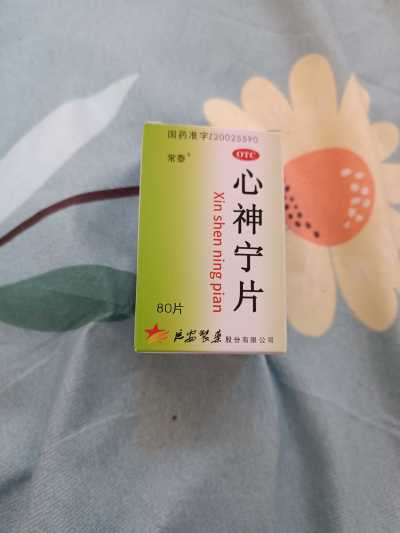 国药准字Z20025590
OTC
常泰®
心神宁片
Xin shen ning pian
80片
股份有限公司